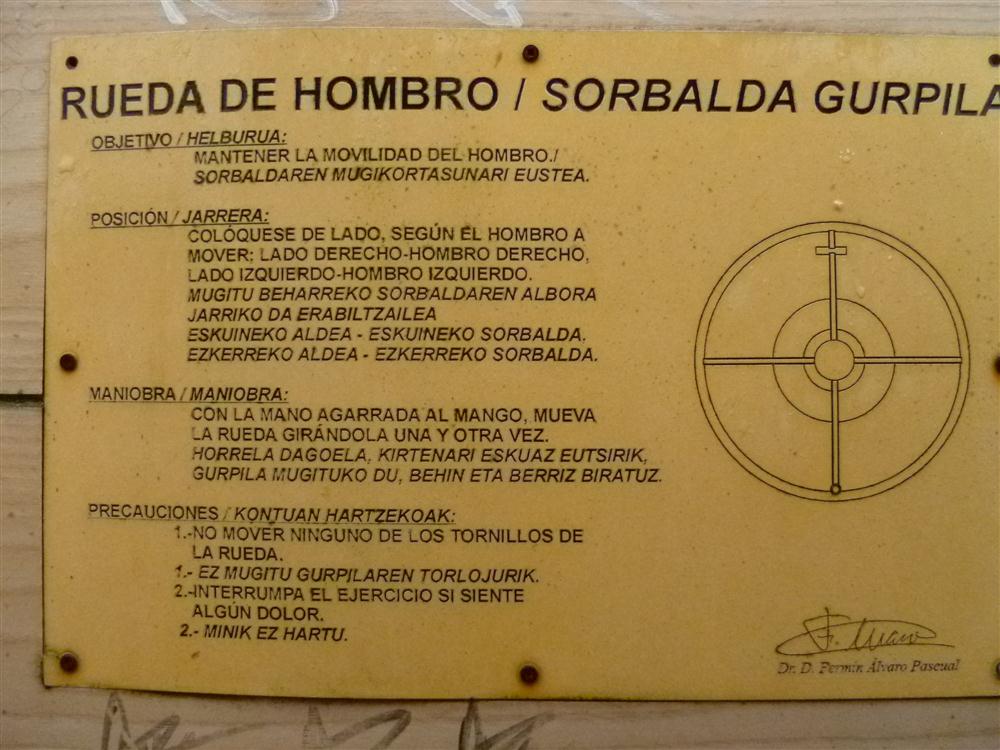 RUEDA DE HOMBRO / SORBALDA GURPILA
OBJETIVO / HELBURUA:
MANTENER LA MOVILIDAD DEL HOMBRO./
SORBALDAREN MUGIKORTASUNARI EUSTEA.
POSICIÓN / JARRERA:
COLÓQUESE DE LADO, SEGÚN EL HOMBRO A
MOVER: LADO DERECHO-HOMBRO DERECHO,
LADO IZQUIERDO-HOMBRO IZQUIERDO.
MUGITU BEHARREKO SORBALDAREN ALBORA
JARRIKO DA ERABILTZAILEA
ESKUINEKO ALDEA - ESKUINEKO SORBALDA.
EZKERREKO ALDEA - EZKERREKO SORBALDA.
MANIOBRA / MANIOBRA:
CON LA MANO AGARRADA AL MANGO, MUEVA
LA RUEDA GIRÁNDOLA UNA Y OTRA VEZ.
HORRELA DAGOELA, KIRTENARI ESKUAZ EUTSIRIK,
GURPILA MUGITUKO DU, BEHIN ETA BERRIZ BIRATUZ.
PRECAUCIONES / KONTUAN HARTZEKOAK:
1.-NO MOVER NINGUNO DE LOS TORNILLOS DE
LA RUEDA.
1.- EZ MUGITU GURPILAREN TORLOJURIK.
2.-INTERRUMPA EL EJERCICIO SI SIENTE
ALGÚN DOLOR.
2.- MINIK EZ HARTU.
Dr. D. Fermín Álvaro Pascual